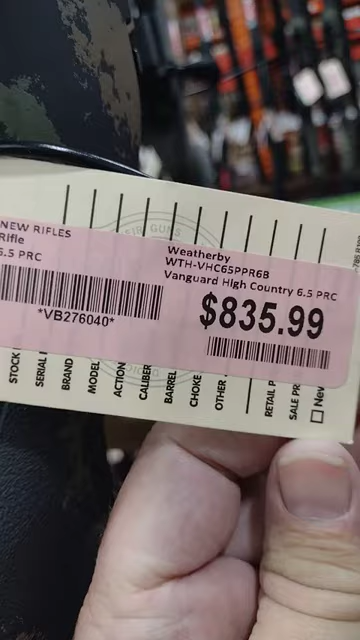 NEW RIFLES
Rifle
6.5 PRC
*VB276040*
Weatherby
WTH-VHC65PPR6B
Vanguard High Country 6.5 PRC
$835.99
STOCK
SERIAL
BRAND
MODEL
ACTION
CALIBER
BARREL
CHOKE
OTHER
RETAIL P
SALE PR
New